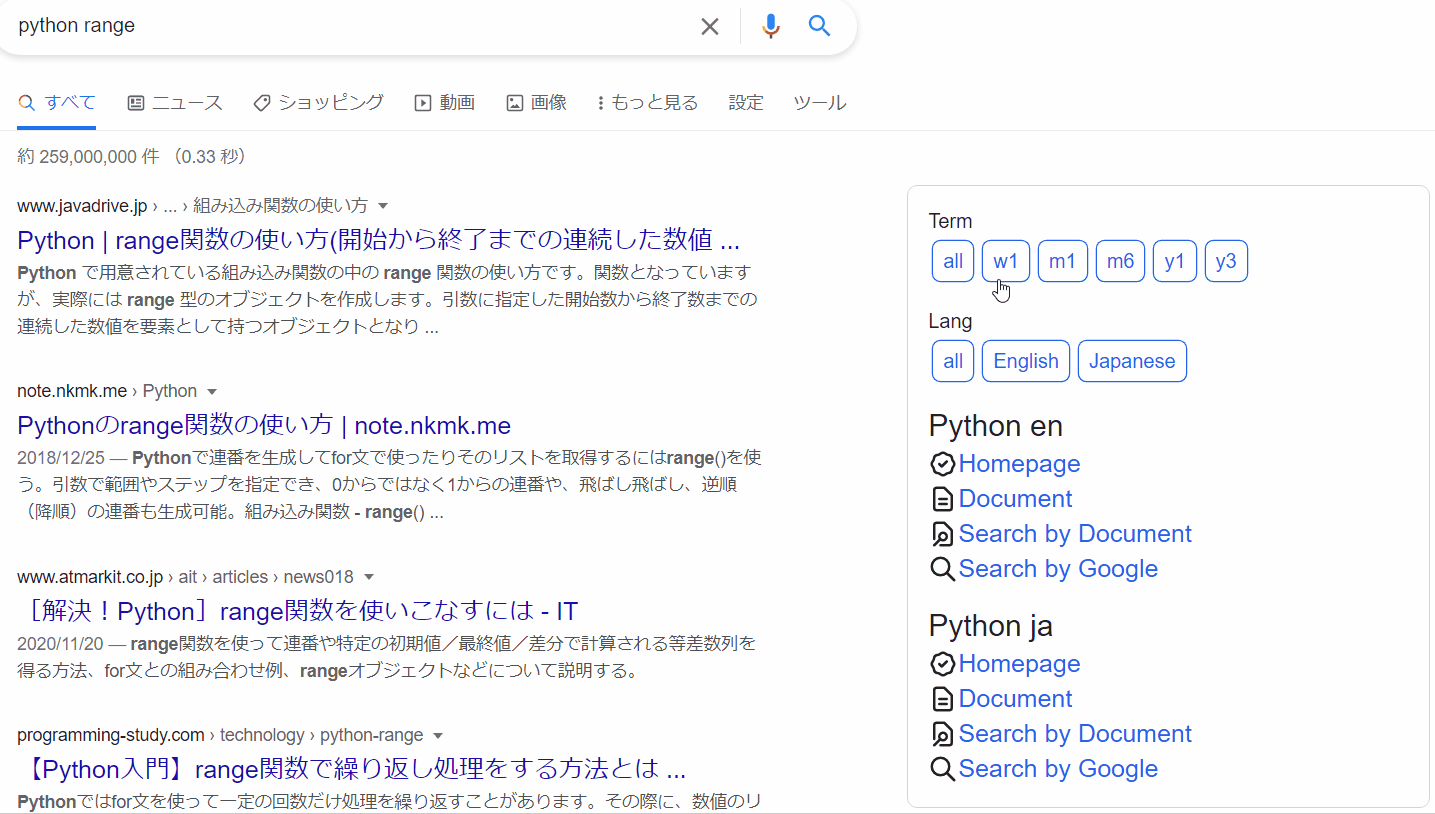 python range
すべて ニュース ショッピング 動画 画像 もっと見る 設定 ツール
約 259,000,000 件 （0.33 秒）
www.javadrive.jp › ... › 組み込み関数の使い方
Python | range関数の使い方(開始から終了までの連続した数値 ...
Python で用意されている組み込み関数の中の range 関数の使い方です。関数となっています
が、実際には range 型のオブジェクトを作成します。引数に指定した開始数から終了数までの
連続した数値を要素として持つオブジェクトとなり ...
note.nkmk.me › Python
Pythonのrange関数の使い方 | note.nkmk.me
2018/12/25 — Pythonで連番を生成してfor文で使ったりそのリストを取得するにはrange()を使
う。引数で範囲やステップを指定でき、0からではなく1からの連番や、飛ばし飛ばし、逆順
（降順）の連番も生成可能。組み込み関数 - range() ...
www.atmarkit.co.jp › ait › articles › news018
［解決！Python］range関数を使いこなすには - IT
2020/11/20 — range関数を使って連番や特定の初期値／最終値／差分で計算される等差数列を
得る方法、for文との組み合わせ例、rangeオブジェクトなどについて説明する。
programming-study.com › technology › python-range
【Python入門】range関数で繰り返し処理をする方法とは ...
Pythonではfor文を使って一定の回数だけ処理を繰り返すことがあります。その際に、数値のリ
Term
all w1 m1 m6 y1 y3
Lang
all English Japanese
Python en
Homepage
Document
Search by Document
Search by Google
Python ja
Homepage
Document
Search by Document
Search by Google